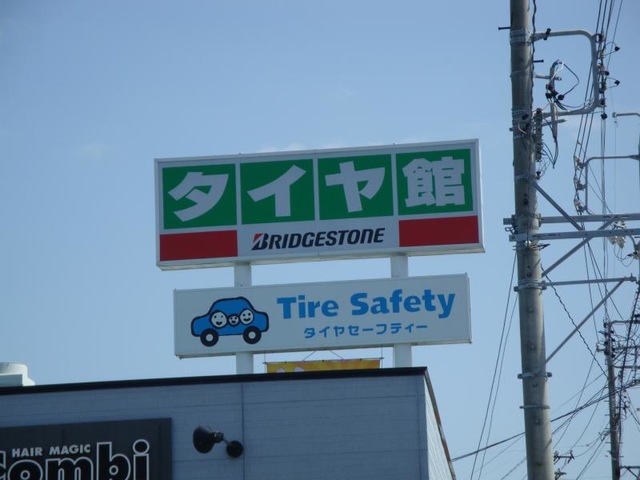 タイヤ館
BRIDGESTONE
Tire Safety
タイヤセーフティー
HAIR MAGIC
Combi